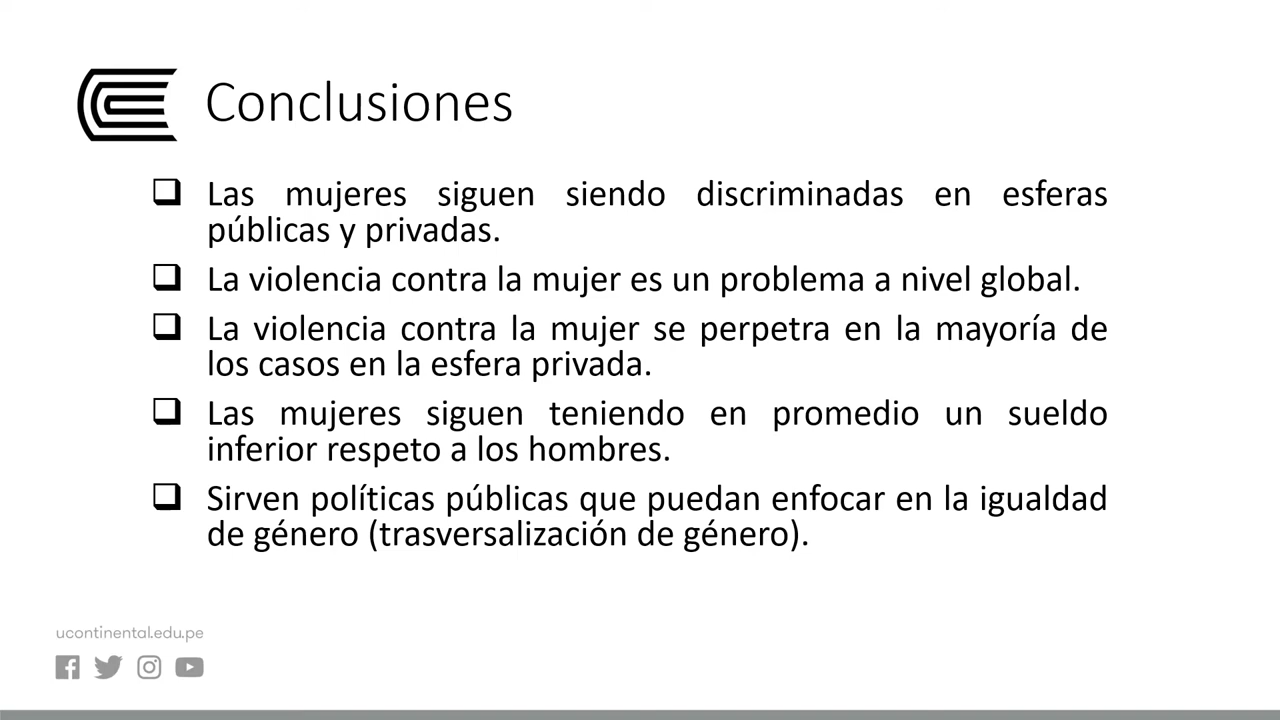 Conclusiones
Las mujeres siguen siendo discriminadas en esferas
públicas y privadas.
La violencia contra la mujer es un problema a nivel global.
La violencia contra la mujer se perpetra en la mayoría de
los casos en la esfera privada.
Las mujeres siguen teniendo en promedio un sueldo
inferior respeto a los hombres.
Sirven políticas públicas que puedan enfocar en la igualdad
de género (trasversalización de género).
ucontinental.edu.pe